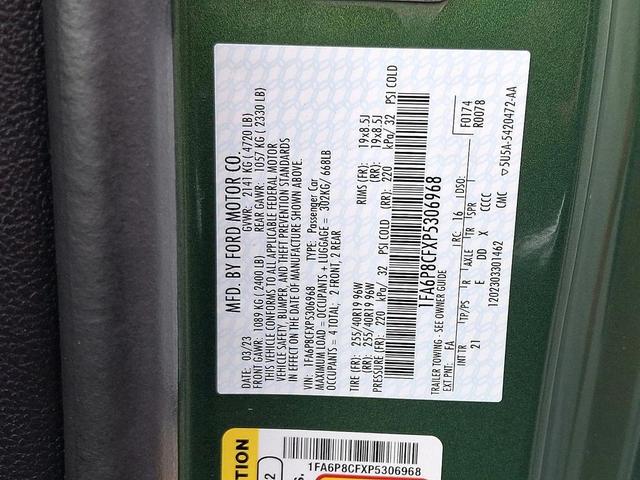 MFD. BY FORD MOTOR CO.
DATE: 03/23 GVWR: 2141 KG ( 4720 LB)
FRONT GAWR: 1089 KG ( 2400 LB) REAR GAWR: 1057 KG ( 2330 LB)
THIS VEHICLE CONFORMS TO ALL APPLICABLE FEDERAL MOTOR
VEHICLE SAFETY, BUMPER, AND THEFT PREVENTION STANDARDS
IN EFFECT ON THE DATE OF MANUFACTURE SHOWN ABOVE.
VIN: 1FA6P8CFXP5306968 TYPE: Passenger Car
MAXIMUM LOAD = OCCUPANTS + LUGGAGE = 302KG/ 668LB
OCCUPANTS = 4 TOTAL; 2 FRONT, 2 REAR
TIRE (FR): 255/40R19 96W RIMS (FR): 19x8.5J
(RR): 255/40R19 96W (RR): 19x8.5J
PRESSURE (FR): 220 kPa/ 32 PSI COLD (RR): 220 kPa/ 32 PSI COLD
1FA6P8CFXP5306968
TRAILER TOWING - SEE OWNER GUIDE
EXT PNT: FA RC: 16 DSO: F0174
R0078
INT TR TP/PS R AXLE TR SPR
21 E DD X CCCC
CMC ▽5U5A-5420472-AA
1202303301462
TION
2
S.
1FA6P8CFXP5306968